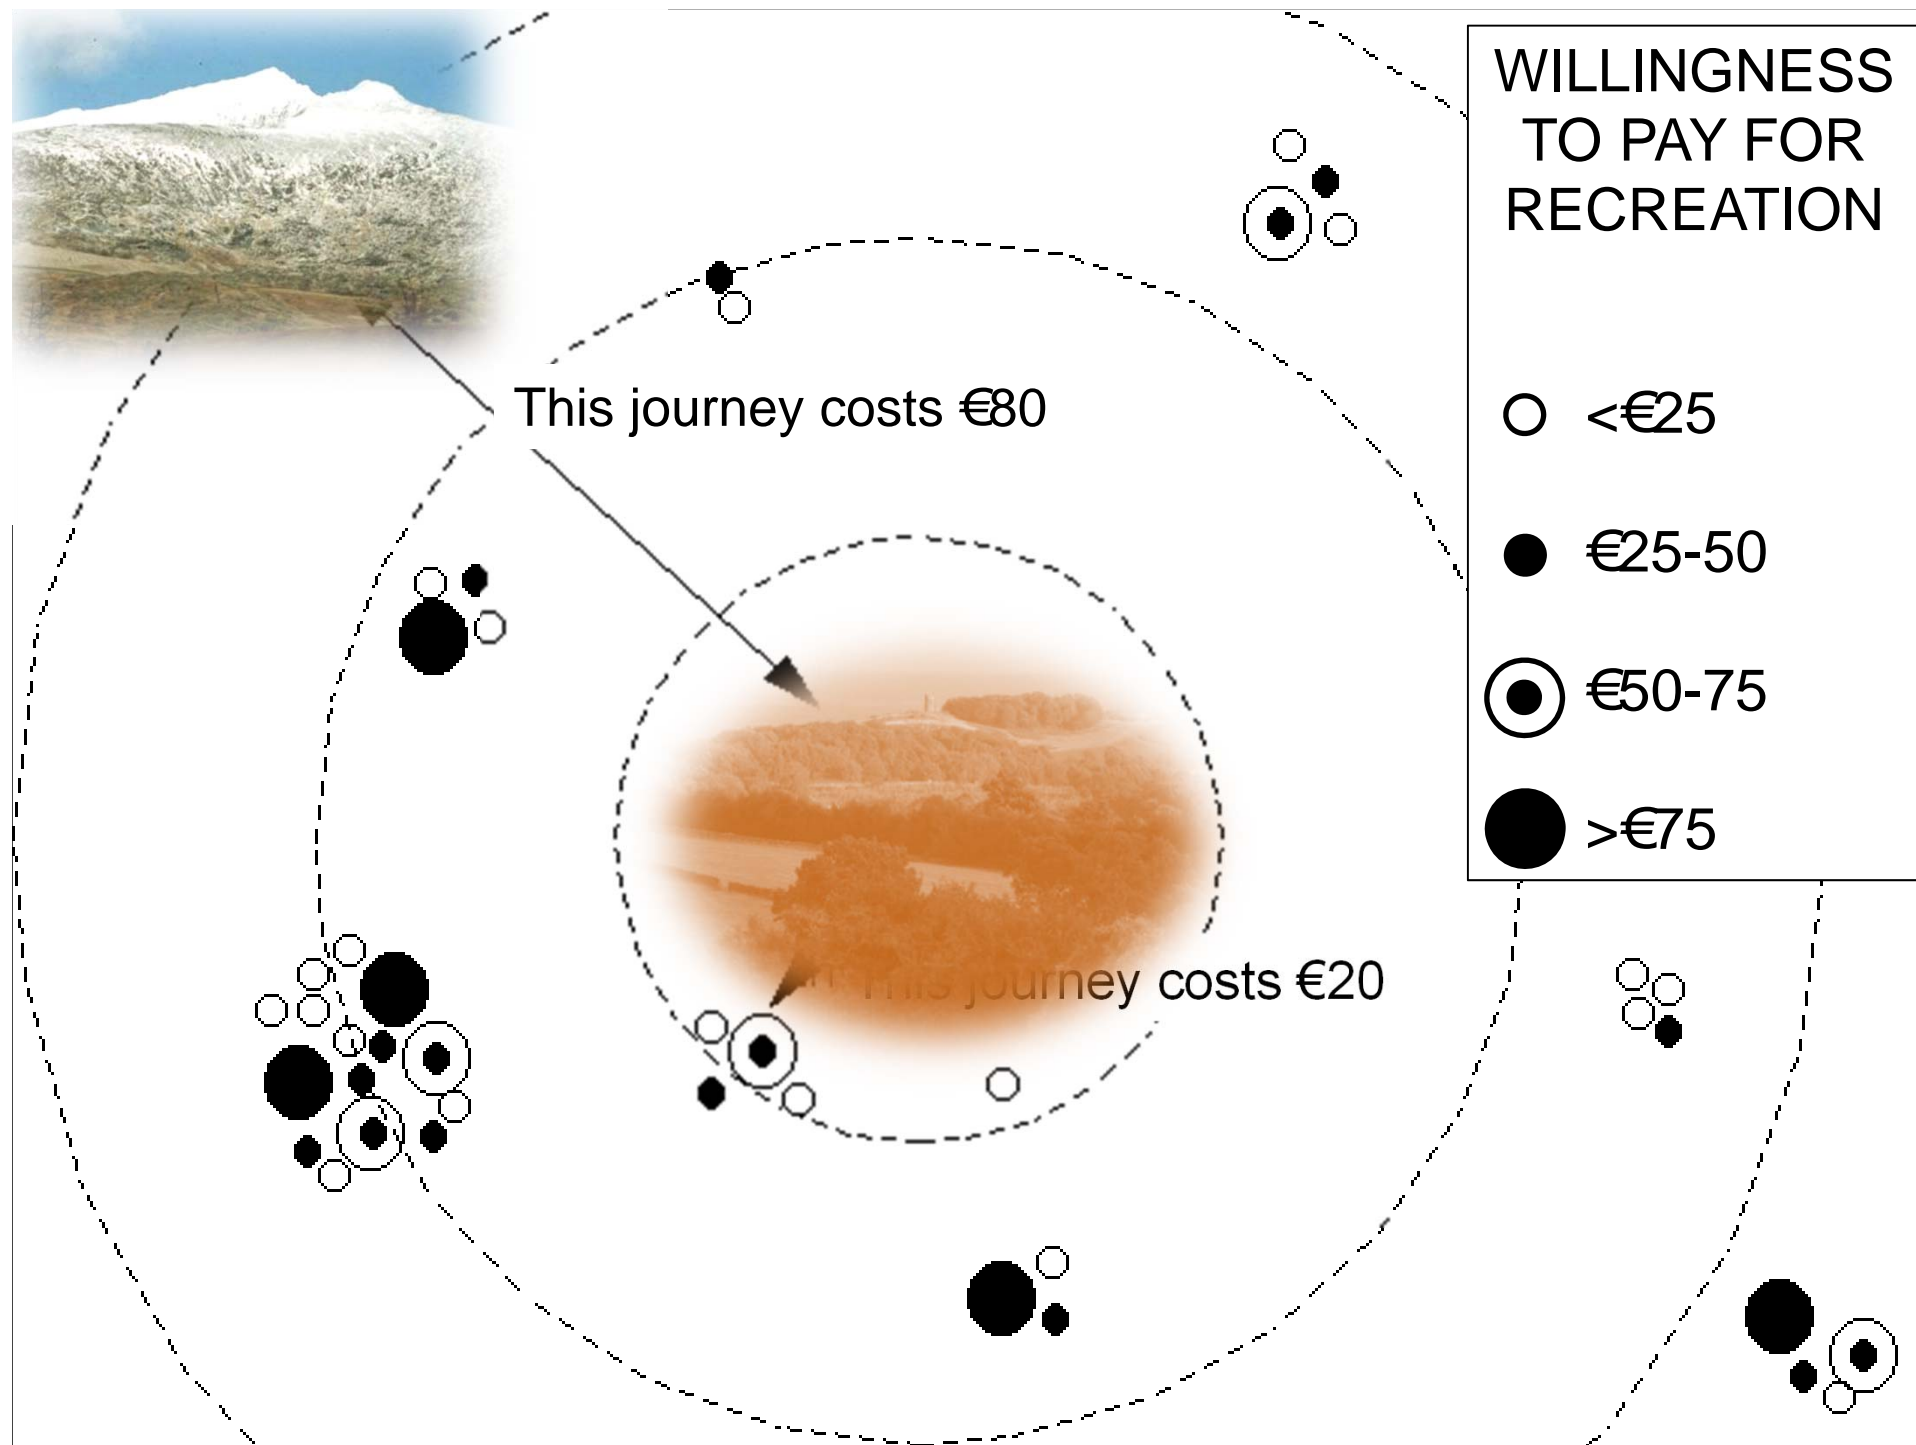 WILLINGNESS
TO PAY FOR
RECREATION
This journey costs €80
<€25
€25-50
€50-75
>€75
This journey costs €20